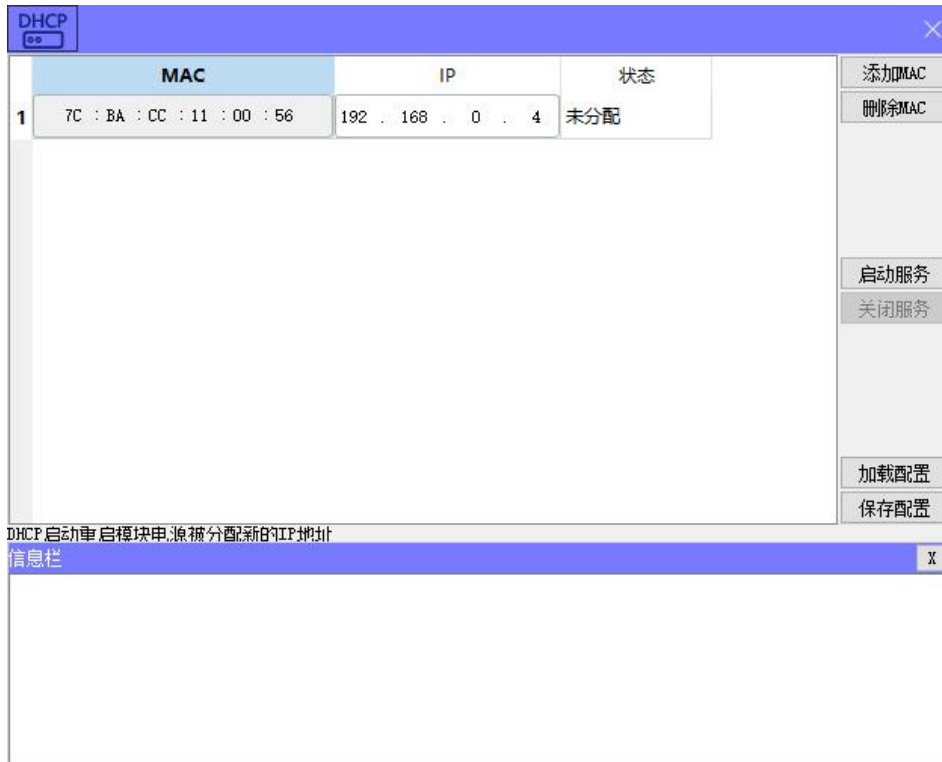 DHCP
MAC IP 状态 添加MAC
1 7C : BA : CC : 11 : 00 : 56 192 . 168 . 0 . 4 未分配 删除MAC
启动服务
关闭服务
加载配置
保存配置
DHCP启动重启模块电源被分配新的IP地址
信息栏 X